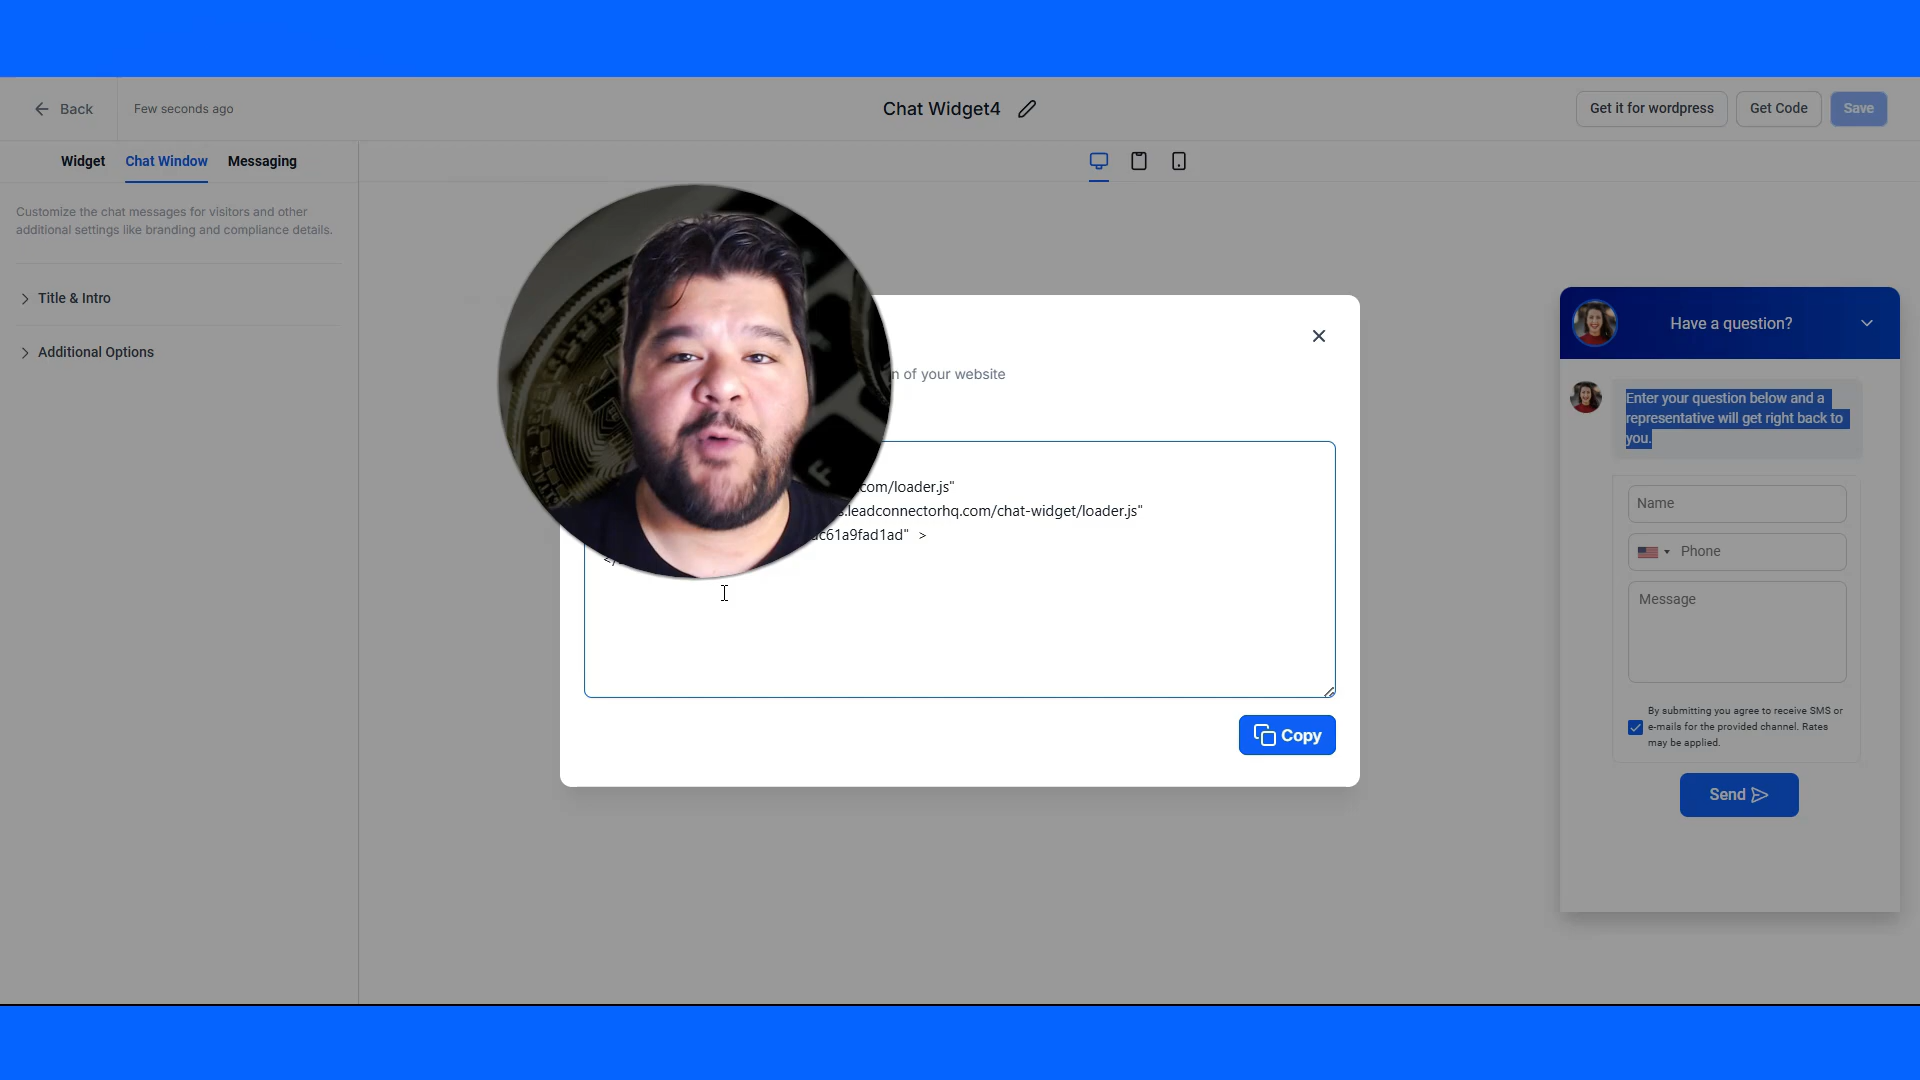 Back
Few seconds ago
Chat Widget4
Get it for wordpress
Get Code
Save
Widget
Chat Window
Messaging
Customize the chat messages for visitors and other
additional settings like branding and compliance details.
Title & Intro
Additional Options
of your website
com/loader.js"
.leadconnectorhq.com/chat-widget/loader.js"
c61a9fad1ad" >
Copy
Have a question?
Enter your question below and a
representative will get right back to
you.
Name
Phone
Message
By submitting you agree to receive SMS or
e-mails for the provided channel. Rates
may be applied.
Send